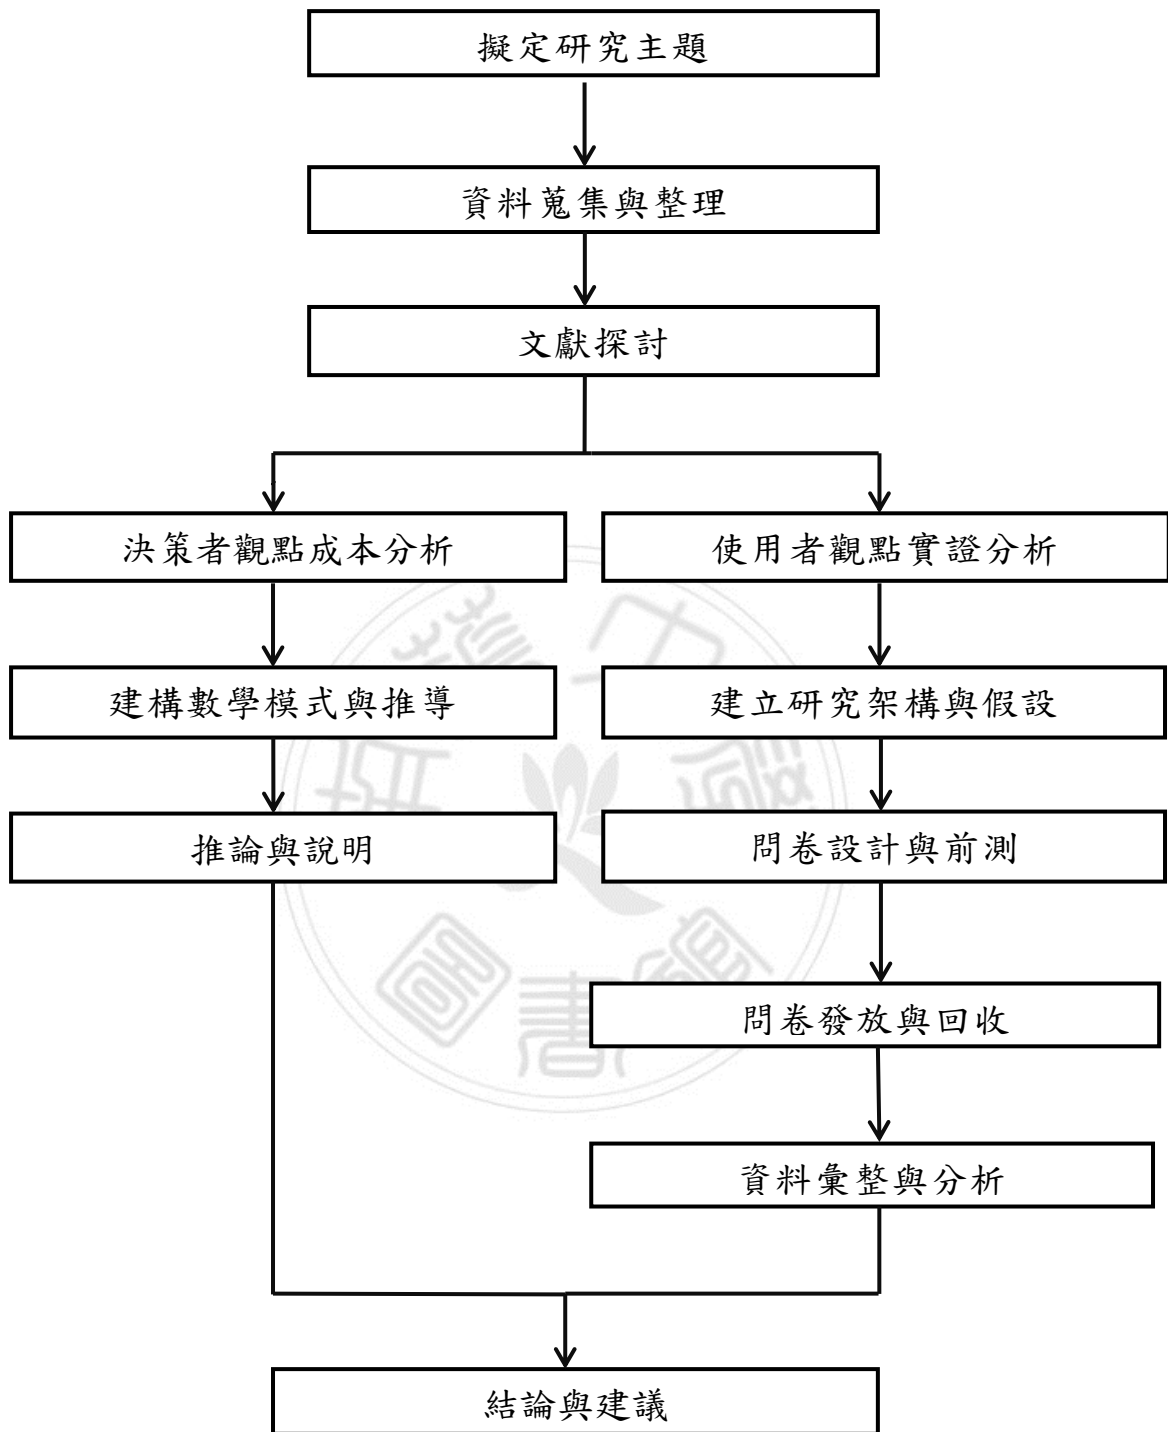 擬定研究主題
資料蒐集與整理
文獻探討
決策者觀點成本分析
使用者觀點實證分析
建構數學模式與推導
建立研究架構與假設
推論與說明
問卷設計與前測
問卷發放與回收
資料彙整與分析
結論與建議